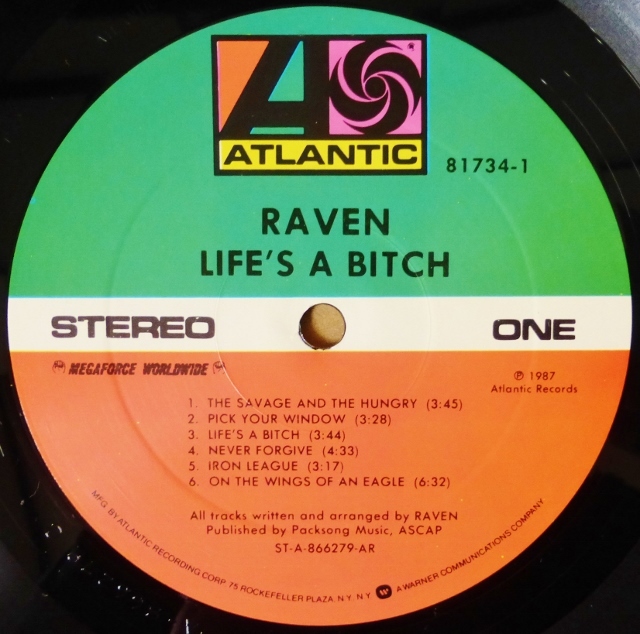 ATLANTIC
81734-1
RAVEN
LIFE'S A BITCH
STEREO
ONE
MEGAFORCE WORLDWIDE
℗ 1987
Atlantic Records
1. THE SAVAGE AND THE HUNGRY (3:45)
2. PICK YOUR WINDOW (3:28)
3. LIFE'S A BITCH (3:44)
4. NEVER FORGIVE (4:33)
5. IRON LEAGUE (3:17)
6. ON THE WINGS OF AN EAGLE (6:32)
All tracks written and arranged by RAVEN
Published by Packsong Music, ASCAP
ST-A-866279-AR
MFG. BY ATLANTIC RECORDING CORP. 75 ROCKEFELLER PLAZA. N.Y. N.Y. A WARNER COMMUNICATIONS COMPANY